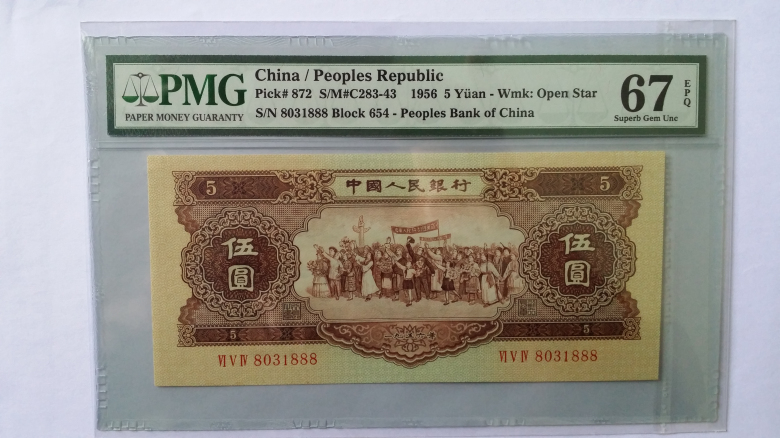 PMG
PAPER MONEY GUARANTY
China / Peoples Republic
Pick# 872 S/M#C283-43 1956 5 Yüan - Wmk: Open Star
S/N 8031888 Block 654 - Peoples Bank of China
67
EPQ
Superb Gem Unc
5
中國人民銀行
5
伍圓
伍圓
5
5
VI V IV 8031888
VI V IV 8031888